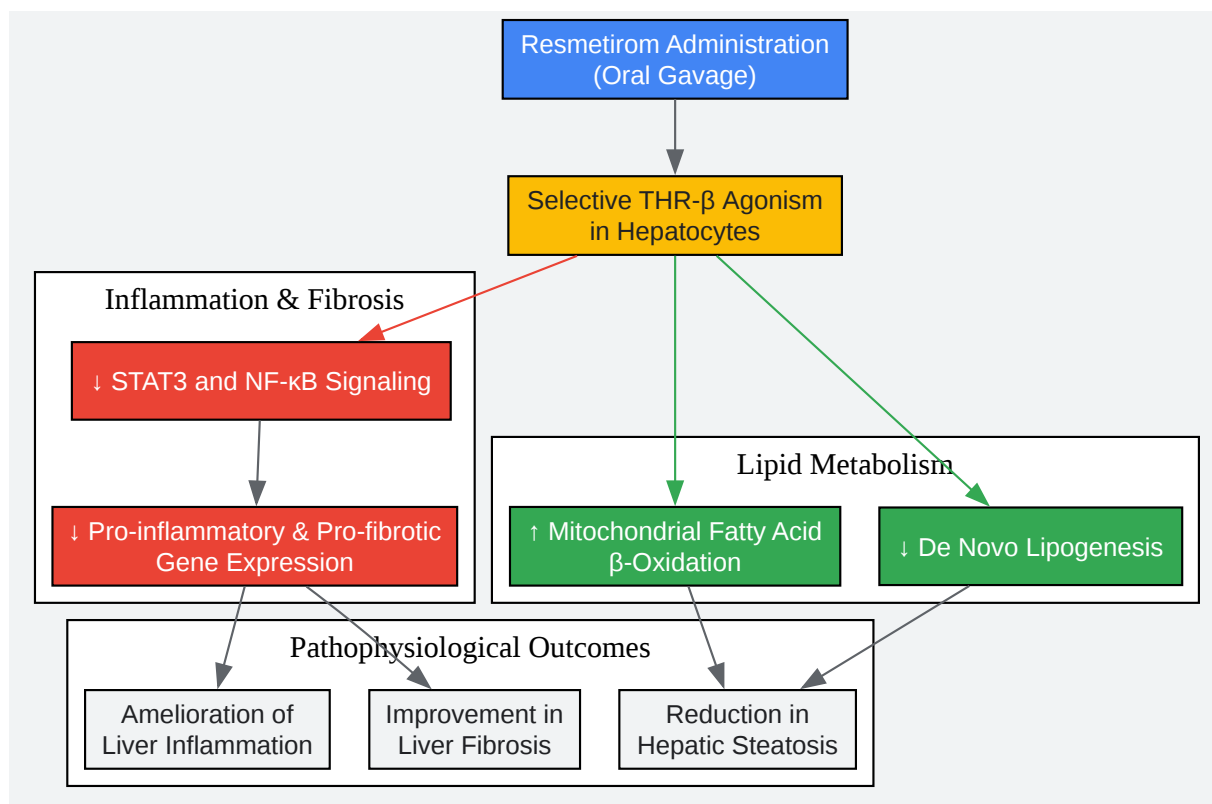 Resmetirom Administration
(Oral Gavage)
Selective THR-β Agonism
in Hepatocytes
Inflammation & Fibrosis
↓ STAT3 and NF-κB Signaling
↓ Pro-inflammatory & Pro-fibrotic
Gene Expression
Lipid Metabolism
↑ Mitochondrial Fatty Acid
β-Oxidation
↓ De Novo Lipogenesis
Pathophysiological Outcomes
Amelioration of
Liver Inflammation
Improvement in
Liver Fibrosis
Reduction in
Hepatic Steatosis